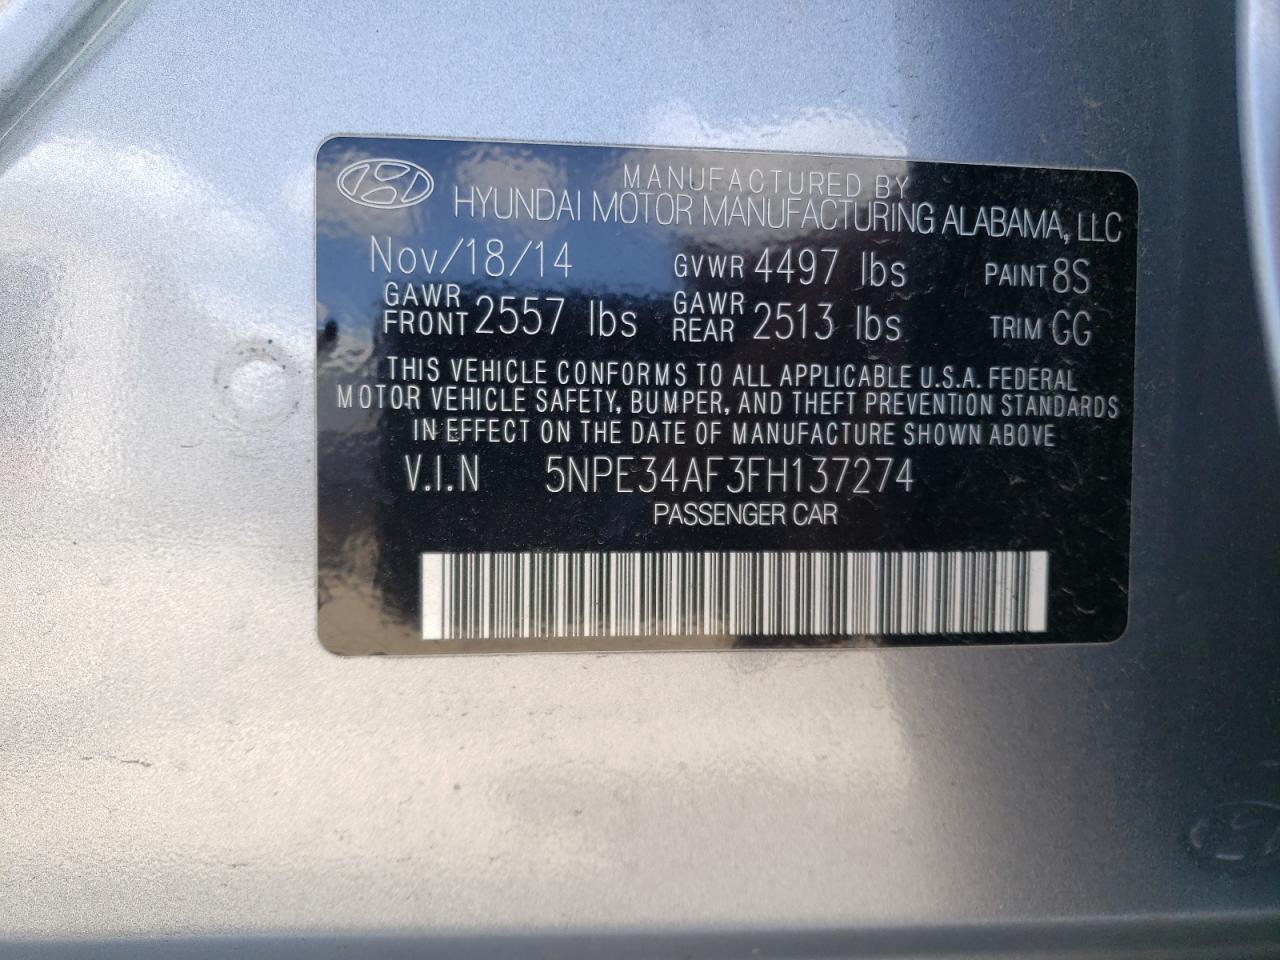 MANUFACTURED BY
HYUNDAI MOTOR MANUFACTURING ALABAMA, LLC
Nov/18/14 GVWR 4497 lbs PAINT 8S
GAWR FRONT 2557 lbs GAWR REAR 2513 lbs TRIM GG
THIS VEHICLE CONFORMS TO ALL APPLICABLE U.S.A. FEDERAL
MOTOR VEHICLE SAFETY, BUMPER, AND THEFT PREVENTION STANDARDS
IN EFFECT ON THE DATE OF MANUFACTURE SHOWN ABOVE
V.I.N 5NPE34AF3FH137274
PASSENGER CAR